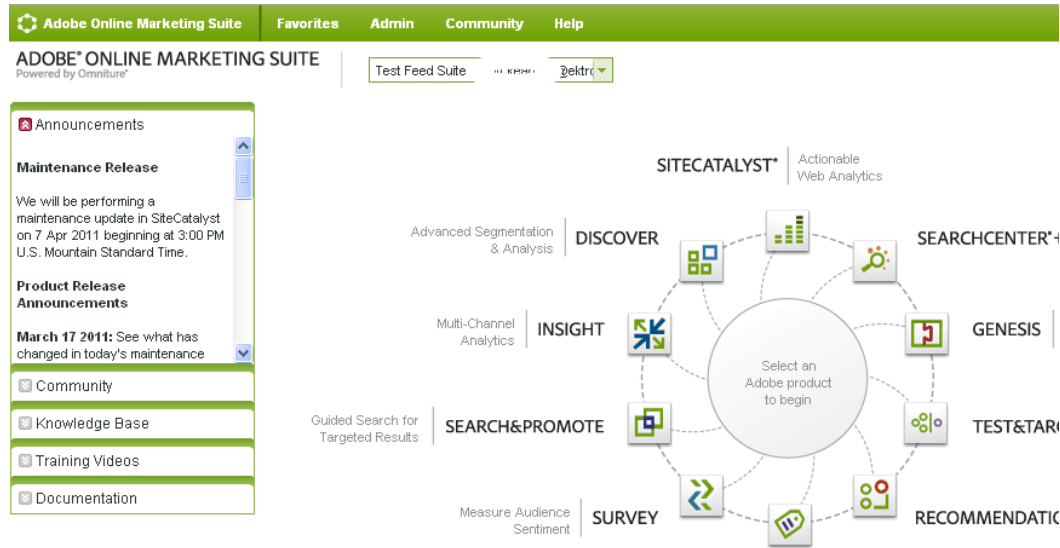 Adobe Online Marketing Suite Favorites Admin Community Help
ADOBE® ONLINE MARKETING SUITE
Powered by Omniture®
Test Feed Suite
Announcements
Maintenance Release
We will be performing a
maintenance update in SiteCatalyst
on 7 Apr 2011 beginning at 3:00 PM
U.S. Mountain Standard Time.
Product Release
Announcements
March 17 2011: See what has
changed in today's maintenance
Community
Knowledge Base
Training Videos
Documentation
SITECATALYST®
Actionable
Web Analytics
Advanced Segmentation
& Analysis
DISCOVER
SEARCHCENTER®+
Multi-Channel
Analytics
INSIGHT
GENESIS
Select an
Adobe product
to begin
Guided Search for
Targeted Results
SEARCH&PROMOTE
TEST&TAR
Measure Audience
Sentiment
SURVEY
RECOMMENDATIO